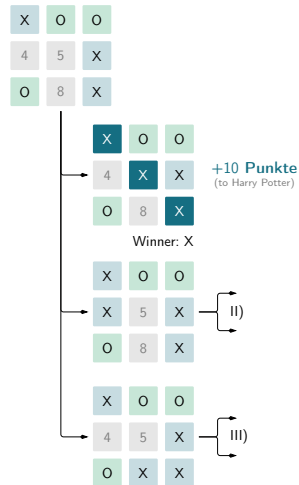 X O O
4 5 X
O 8 X
X O O
4 X X
+10 Punkte
(to Harry Potter)
O 8 X
Winner: X
X O O
X 5 X
II)
O 8 X
X O O
4 5 X
III)
O X X